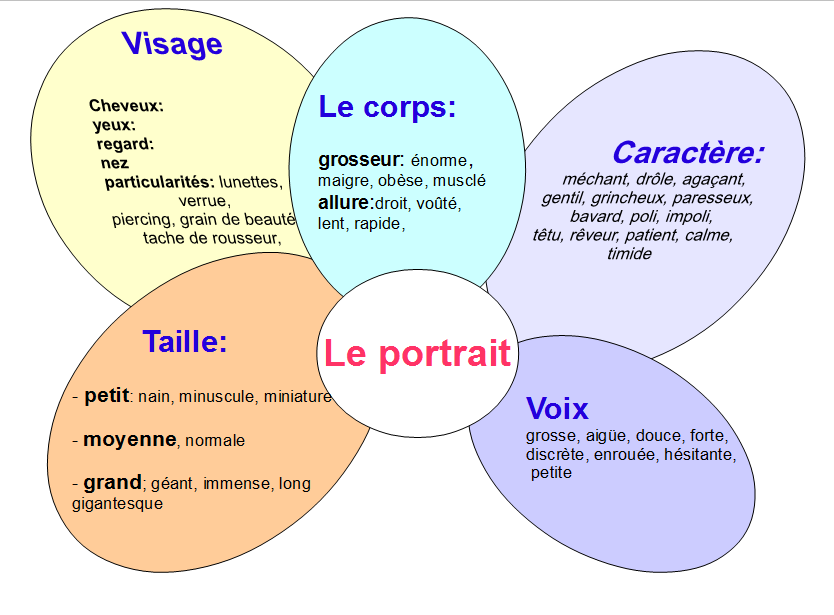 Visage
Cheveux:
yeux:
regard:
nez
particularités: lunettes,
verrue,
piercing, grain de beauté
tache de rousseur,
Le corps:
grosseur: énorme,
maigre, obèse, musclé
allure:droit, voûté,
lent, rapide,
Caractère:
méchant, drôle, agaçant,
gentil, grincheux, paresseux,
bavard, poli, impoli,
têtu, rêveur, patient, calme,
timide
Le portrait
Taille:
- petit: nain, minuscule, miniature
- moyenne, normale
- grand; géant, immense, long
gigantesque
Voix
grosse, aigüe, douce, forte,
discrète, enrouée, hésitante,
petite